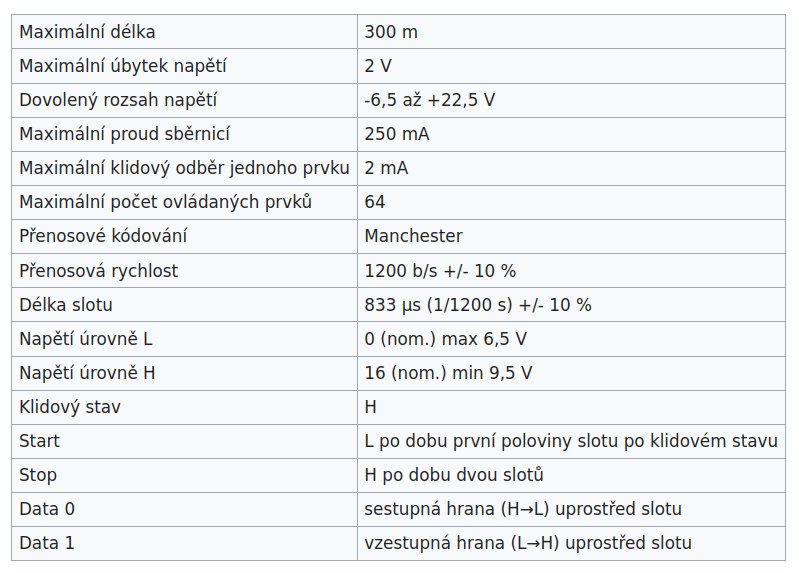 Maximální délka 300 m
Maximální úbytek napětí 2 V
Dovolený rozsah napětí -6,5 až +22,5 V
Maximální proud sběrnicí 250 mA
Maximální klidový odběr jednoho prvku 2 mA
Maximální počet ovládaných prvků 64
Přenosové kódování Manchester
Přenosová rychlost 1200 b/s +/- 10 %
Délka slotu 833 µs (1/1200 s) +/- 10 %
Napětí úrovně L 0 (nom.) max 6,5 V
Napětí úrovně H 16 (nom.) min 9,5 V
Klidový stav H
Start L po dobu první poloviny slotu po klidovém stavu
Stop H po dobu dvou slotů
Data 0 sestupná hrana (H→L) uprostřed slotu
Data 1 vzestupná hrana (L→H) uprostřed slotu